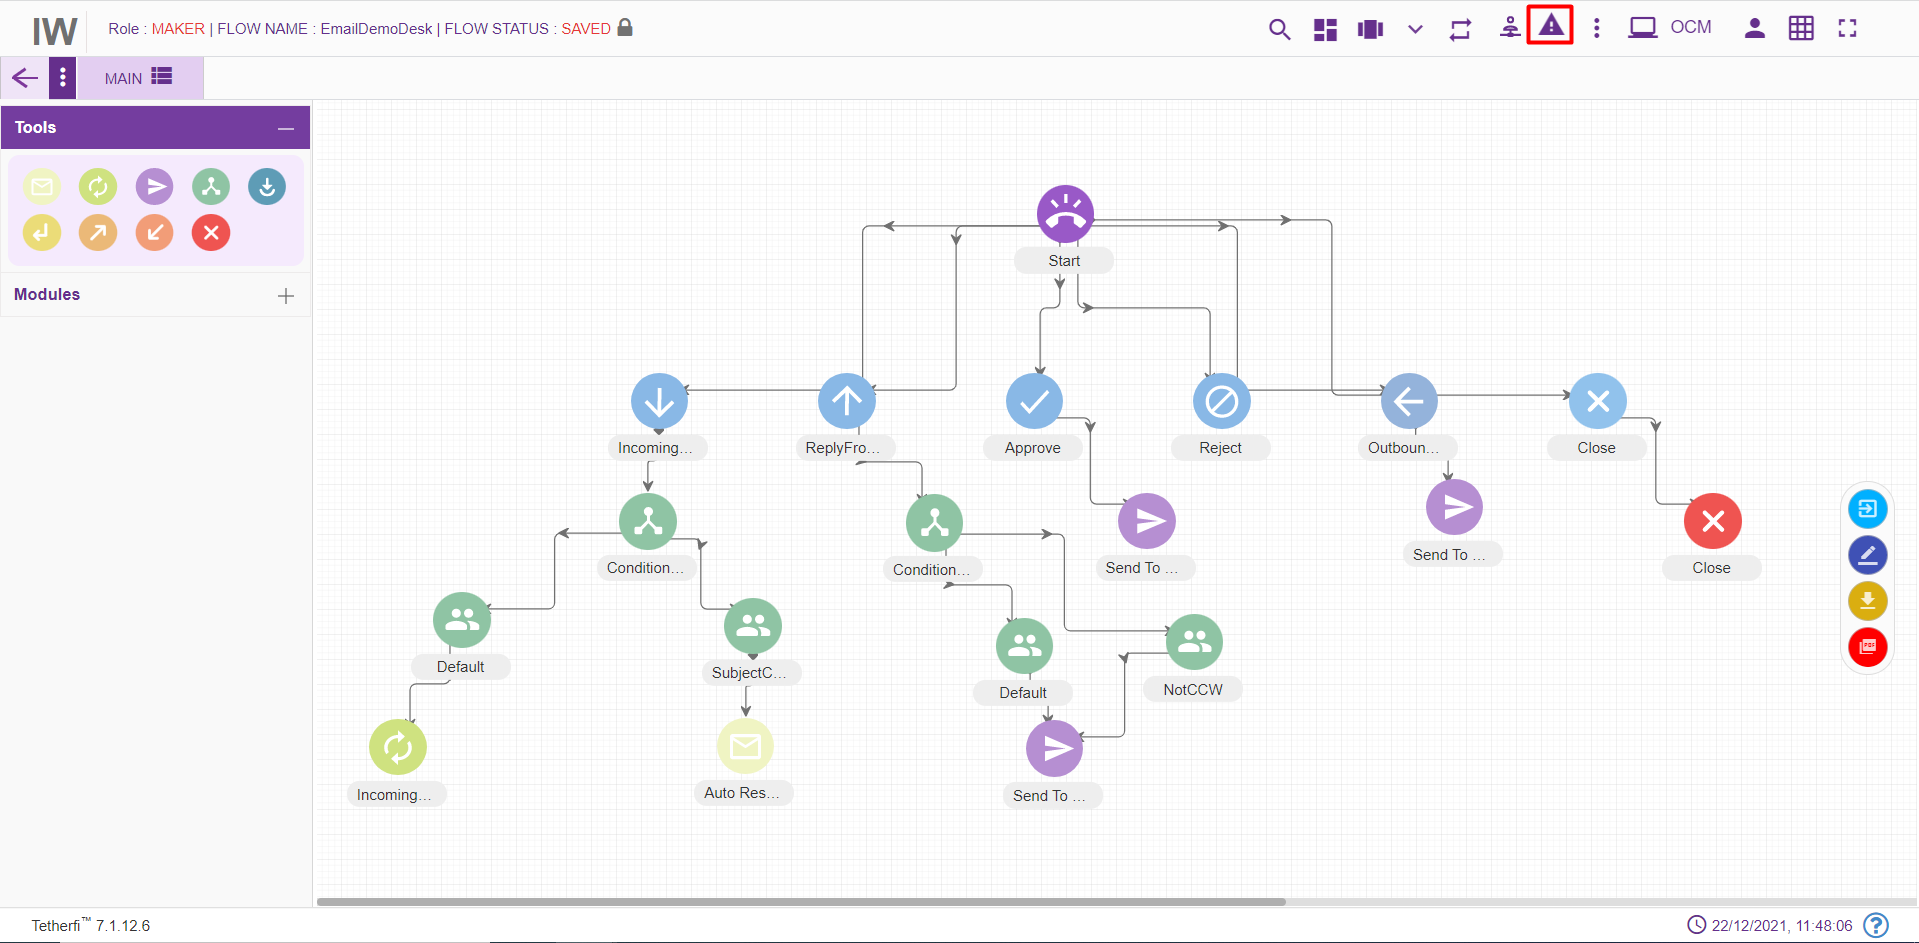 IW
Role : MAKER | FLOW NAME : EmailDemoDesk | FLOW STATUS : SAVED
OCM
MAIN
Tools
Modules
Start
Incoming...
ReplyFro...
Approve
Reject
Outboun...
Close
Condition...
Condition...
Send To ...
Send To ...
Close
Default
SubjectC...
Default
NotCCW
Incoming...
Auto Res...
Send To ...
PDF
Tetherfi™ 7.1.12.6
22/12/2021, 11:48:06
?